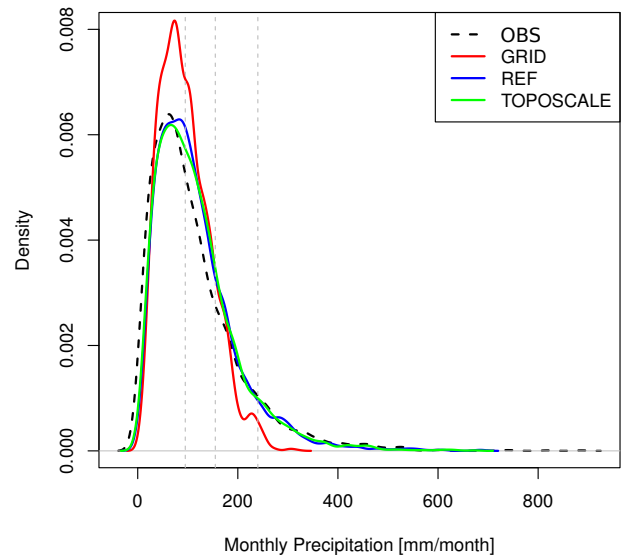 OBS
GRID
REF
TOPOSCALE
0.008
0.006
0.004
0.002
0.000
Density
0 200 400 600 800
Monthly Precipitation [mm/month]